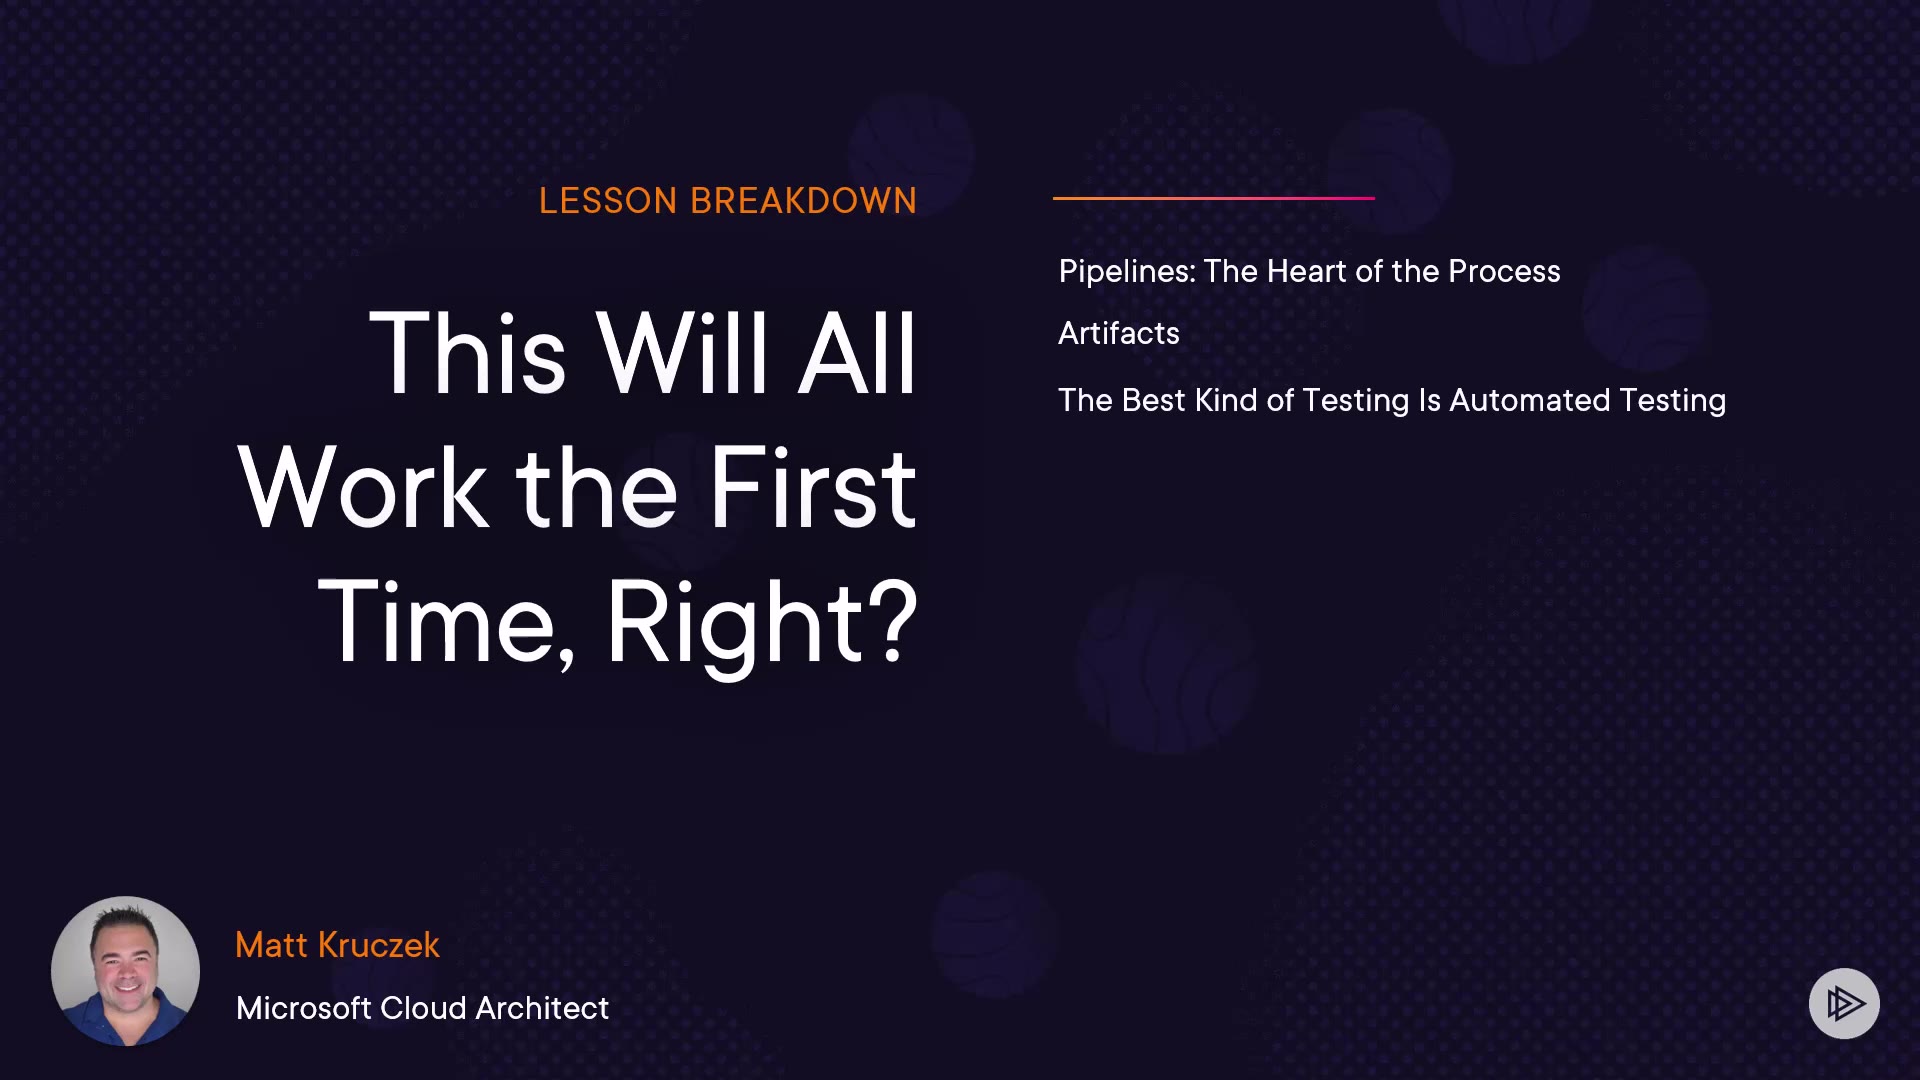 LESSON BREAKDOWN
This Will All
Work the First
Time, Right?
Pipelines: The Heart of the Process
Artifacts
The Best Kind of Testing Is Automated Testing
Matt Kruczek
Microsoft Cloud Architect